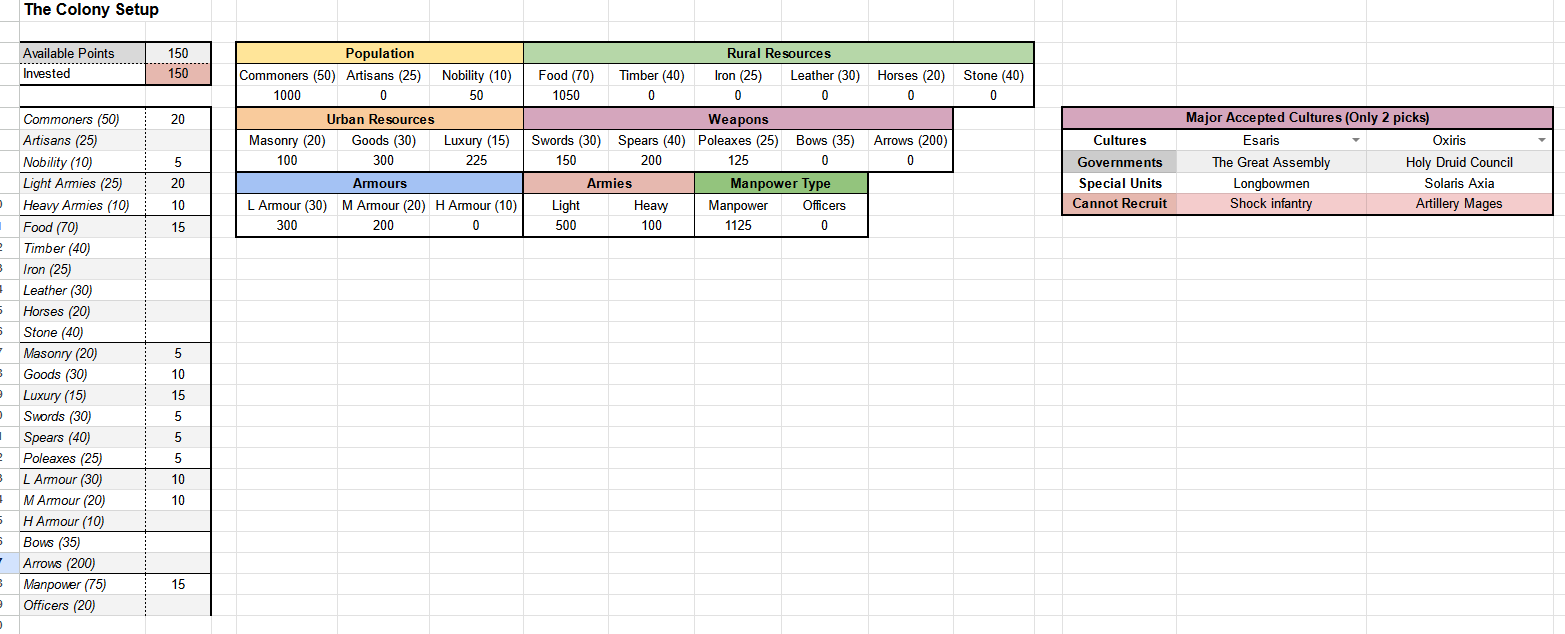 The Colony Setup
Available Points 150
Invested 150
Population Rural Resources
Commoners (50) Artisans (25) Nobility (10) Food (70) Timber (40) Iron (25) Leather (30) Horses (20) Stone (40)
1000 0 50 1050 0 0 0 0 0
Commoners (50) 20 Urban Resources Weapons Major Accepted Cultures (Only 2 picks)
Artisans (25) Masonry (20) Goods (30) Luxury (15) Swords (30) Spears (40) Poleaxes (25) Bows (35) Arrows (200) Cultures Esaris Oxiris
Nobility (10) 5 100 300 225 150 200 125 0 0 Governments The Great Assembly Holy Druid Council
Light Armies (25) 20 Armours Armies Manpower Type Special Units Longbowmen Solaris Axia
Heavy Armies (10) 10 L Armour (30) M Armour (20) H Armour (10) Light Heavy Manpower Officers Cannot Recruit Shock infantry Artillery Mages
Food (70) 15 300 200 0 500 100 1125 0
Timber (40)
Iron (25)
Leather (30)
Horses (20)
Stone (40)
Masonry (20) 5
Goods (30) 10
Luxury (15) 15
Swords (30) 5
Spears (40) 5
Poleaxes (25) 5
L Armour (30) 10
M Armour (20) 10
H Armour (10)
Bows (35)
Arrows (200)
Manpower (75) 15
Officers (20)